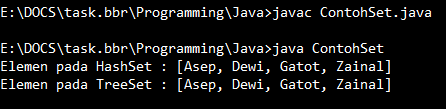 E:\DOCS\task.bbr\Programming\Java>javac ContohSet.java
E:\DOCS\task.bbr\Programming\Java>java ContohSet
Elemen pada HashSet : [Asep, Dewi, Gatot, Zainal]
Elemen pada TreeSet : [Asep, Dewi, Gatot, Zainal]